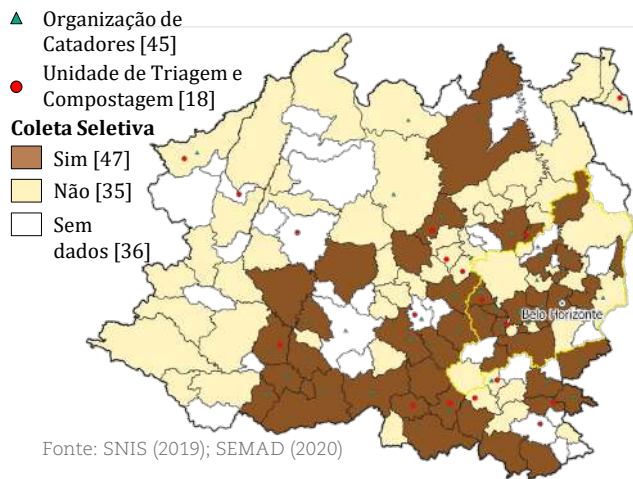 Organização de
Catadores [45]
Unidade de Triagem e
Compostagem [18]
Coleta Seletiva
Sim [47]
Não [35]
Sem
dados [36]
Belo Horizonte
Fonte: SNIS (2019); SEMAD (2020)